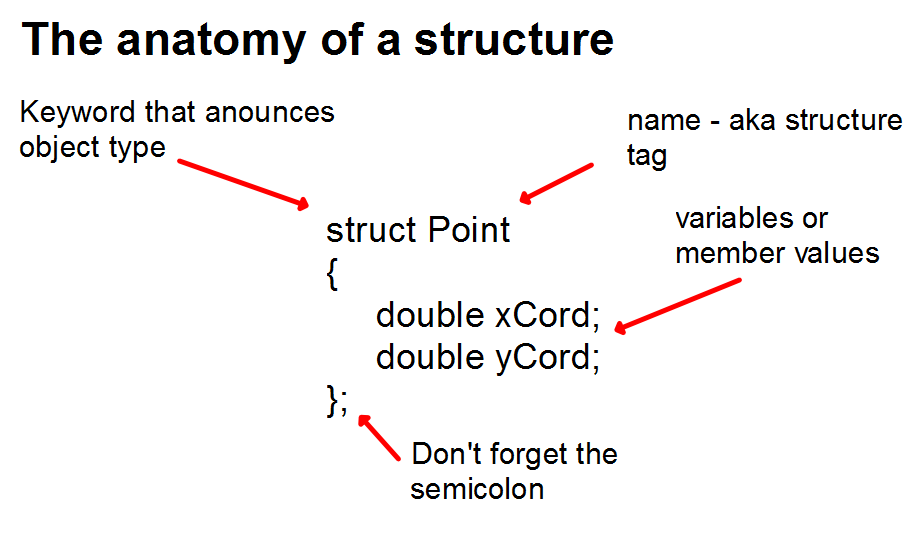 The anatomy of a structure
Keyword that anounces
object type
name - aka structure
tag
variables or
member values
struct Point
{
double xCord;
double yCord;
};
Don't forget the
semicolon